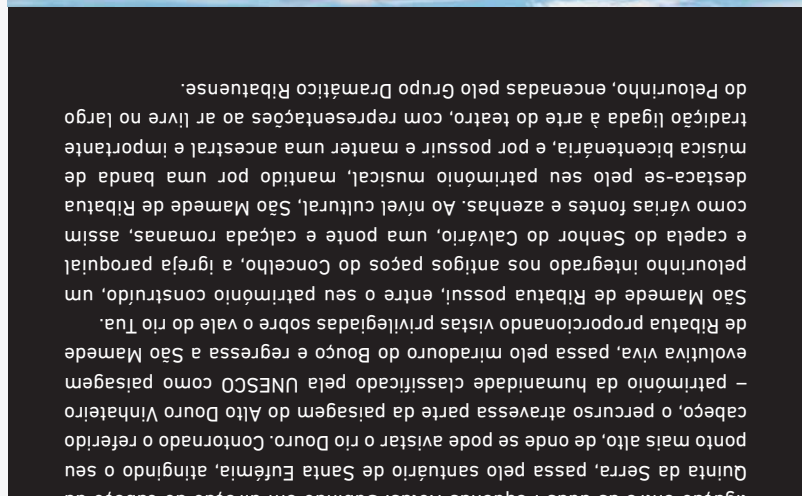 Quinta da Serra, passa pelo santuário de Santa Eufémia, atingindo o seu
ponto mais alto, de onde se pode avistar o rio Douro. Contornado o referido
cabeço, o percurso atravessa parte da paisagem do Alto Douro Vinhateiro
– património da humanidade classificado pela UNESCO como paisagem
evolutiva viva, passa pelo miradouro do Bouço e regressa a São Mamede
de Ribatua proporcionando vistas privilegiadas sobre o vale do rio Tua.
São Mamede de Ribatua possui, entre o seu património construído, um
pelourinho integrado nos antigos paços do Concelho, a igreja paroquial
e capela do Senhor do Calvário, uma ponte e calçada romanas, assim
como várias fontes e azenhas. Ao nível cultural, São Mamede de Ribatua
destaca-se pelo seu património musical, mantido por uma banda de
música bicentenária, e por possuir e manter uma ancestral e importante
tradição ligada à arte do teatro, com representações ao ar livre no largo
do Pelourinho, encenadas pelo Grupo Dramático Ribatuense.